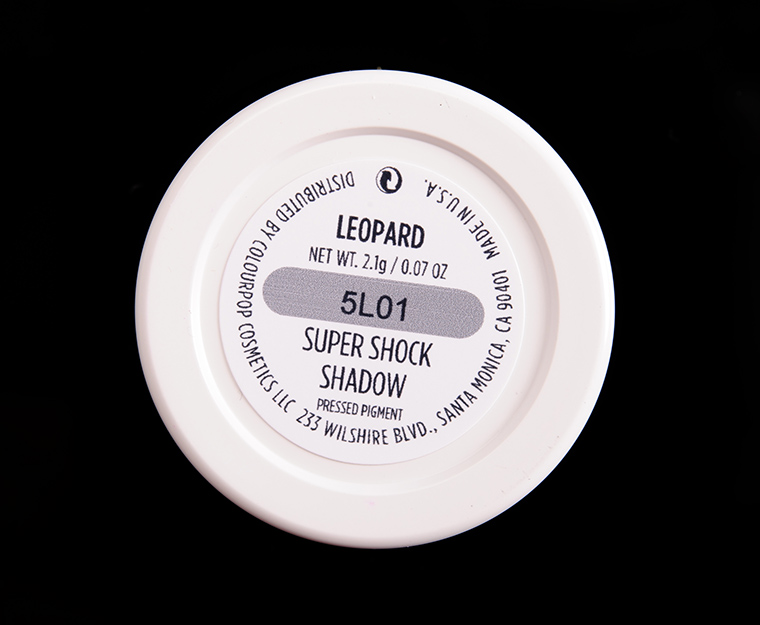 LEOPARD
NET WT. 2.1g / 0.07 OZ
5L01
SUPER SHOCK
SHADOW
PRESSED PIGMENT
DISTRIBUTED BY COLOURPOP COSMETICS LLC 233 WILSHIRE BLVD., SANTA MONICA, CA 90401 MADE IN U.S.A.